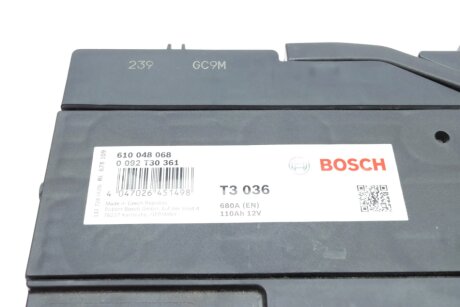 239 GC9M
610 048 068
0 092 T30 361
BOSCH
4 047026 451498
T3 036
Made in Czech Republic
680A (EN)
110Ah 12V